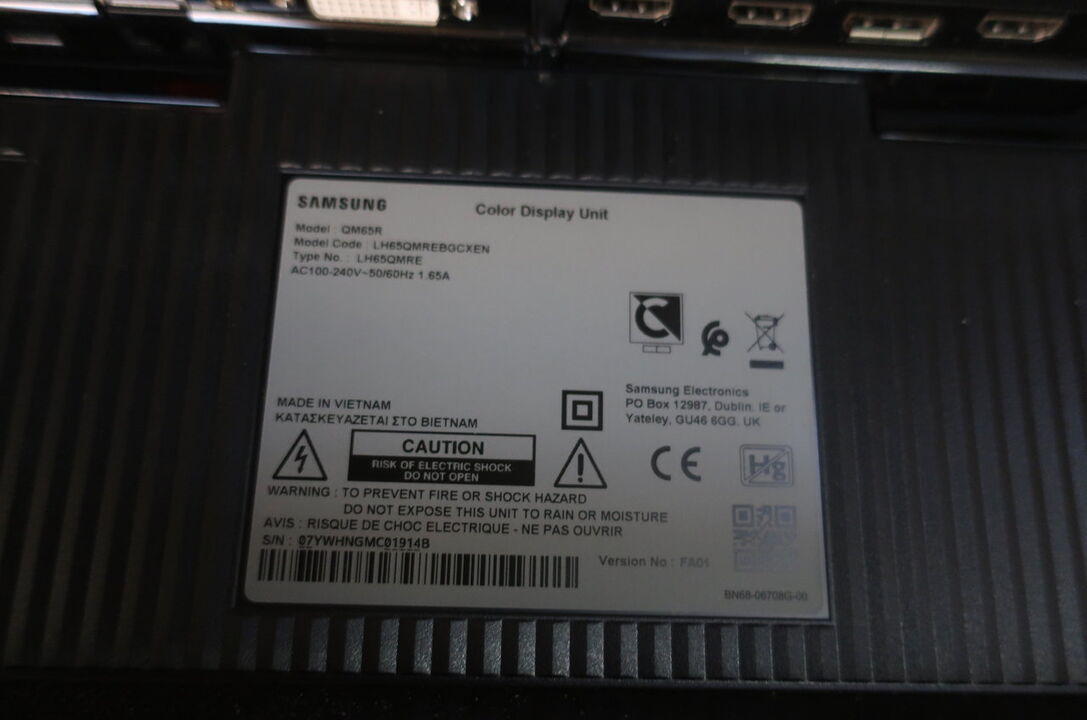 SAMSUNG
Color Display Unit
Model : QM65R
Model Code : LH65QMREBGCXEN
Type No. : LH65QMRE
AC100-240V~50/60Hz 1.65A
Samsung Electronics
PO Box 12987, Dublin. IE or
Yateley, GU46 6GG. UK
MADE IN VIETNAM
ΚΑΤΑΣΚΕΥΑΖΕΤΑΙ ΣΤΟ ΒΙΕΤΝΑΜ
CAUTION
RISK OF ELECTRIC SHOCK
DO NOT OPEN
CE
Hg
WARNING : TO PREVENT FIRE OR SHOCK HAZARD
DO NOT EXPOSE THIS UNIT TO RAIN OR MOISTURE
AVIS : RISQUE DE CHOC ELECTRIQUE - NE PAS OUVRIR
S/N : 07YWHNGMC01914B
Version No : FA01
BN68-06708G-00